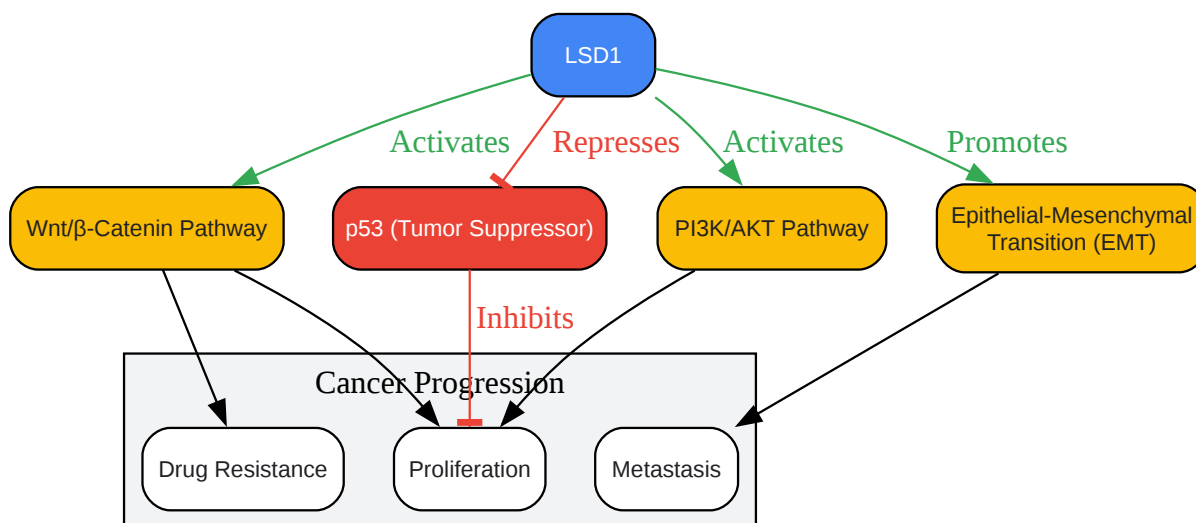 LSD1
Activates
Represses
Activates
Promotes
Wnt/β-Catenin Pathway
p53 (Tumor Suppressor)
PI3K/AKT Pathway
Epithelial-Mesenchymal
Transition (EMT)
Inhibits
Cancer Progression
Drug Resistance
Proliferation
Metastasis